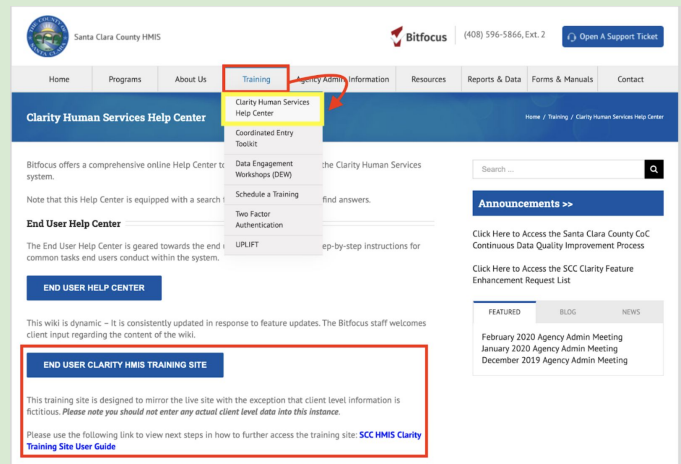 THE COUNTY OF
SANTA CLARA
Santa Clara County HMIS
Bitfocus
(408) 596-5866, Ext. 2
Open A Support Ticket
Home
Programs
About Us
Training
Agency Admin Information
Resources
Reports & Data
Forms & Manuals
Contact
Clarity Human Services Help Center
Home / Training / Clarity Human Services Help Center
Clarity Human Services
Help Center
Coordinated Entry
Toolkit
Data Engagement
Workshops (DEW)
Schedule a Training
Two Factor
Authentication
UPLIFT
Bitfocus offers a comprehensive online Help Center to the Clarity Human Services
system.
Note that this Help Center is equipped with a search find answers.
End User Help Center
The End User Help Center is geared towards the end ep-by-step instructions for
common tasks end users conduct within the system.
END USER HELP CENTER
This wiki is dynamic – It is consistently updated in response to feature updates. The Bitfocus staff welcomes
client input regarding the content of the wiki.
END USER CLARITY HMIS TRAINING SITE
This training site is designed to mirror the live site with the exception that client level information is
fictitious. Please note you should not enter any actual client level data into this instance.
Please use the following link to view next steps in how to further access the training site: SCC HMIS Clarity
Training Site User Guide
Search ...
Announcements >>
Click Here to Access the Santa Clara County CoC
Continuous Data Quality Improvement Process
Click Here to Access the SCC Clarity Feature
Enhancement Request List
FEATURED
BLOG
NEWS
February 2020 Agency Admin Meeting
January 2020 Agency Admin Meeting
December 2019 Agency Admin Meeting